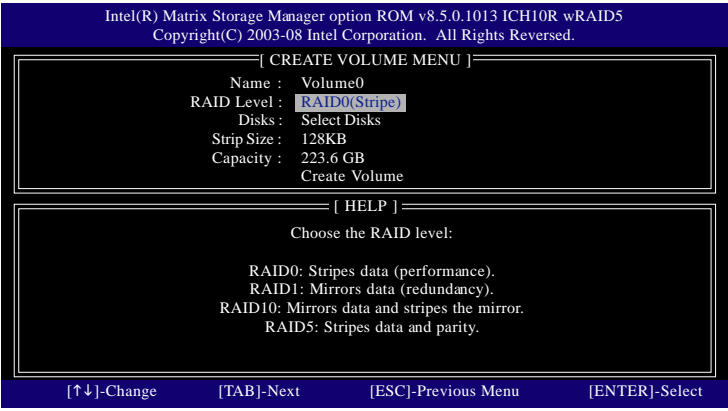 Intel(R) Matrix Storage Manager option ROM v8.5.0.1013 ICH10R wRAID5
Copyright(C) 2003-08 Intel Corporation. All Rights Reversed.
[ CREATE VOLUME MENU ]
Name : Volume0
RAID Level : RAID0(Stripe)
Disks : Select Disks
Strip Size : 128KB
Capacity : 223.6 GB
Create Volume
[ HELP ]
Choose the RAID level:
RAID0: Stripes data (performance).
RAID1: Mirrors data (redundancy).
RAID10: Mirrors data and stripes the mirror.
RAID5: Stripes data and parity.
[↑↓]-Change [TAB]-Next [ESC]-Previous Menu [ENTER]-Select